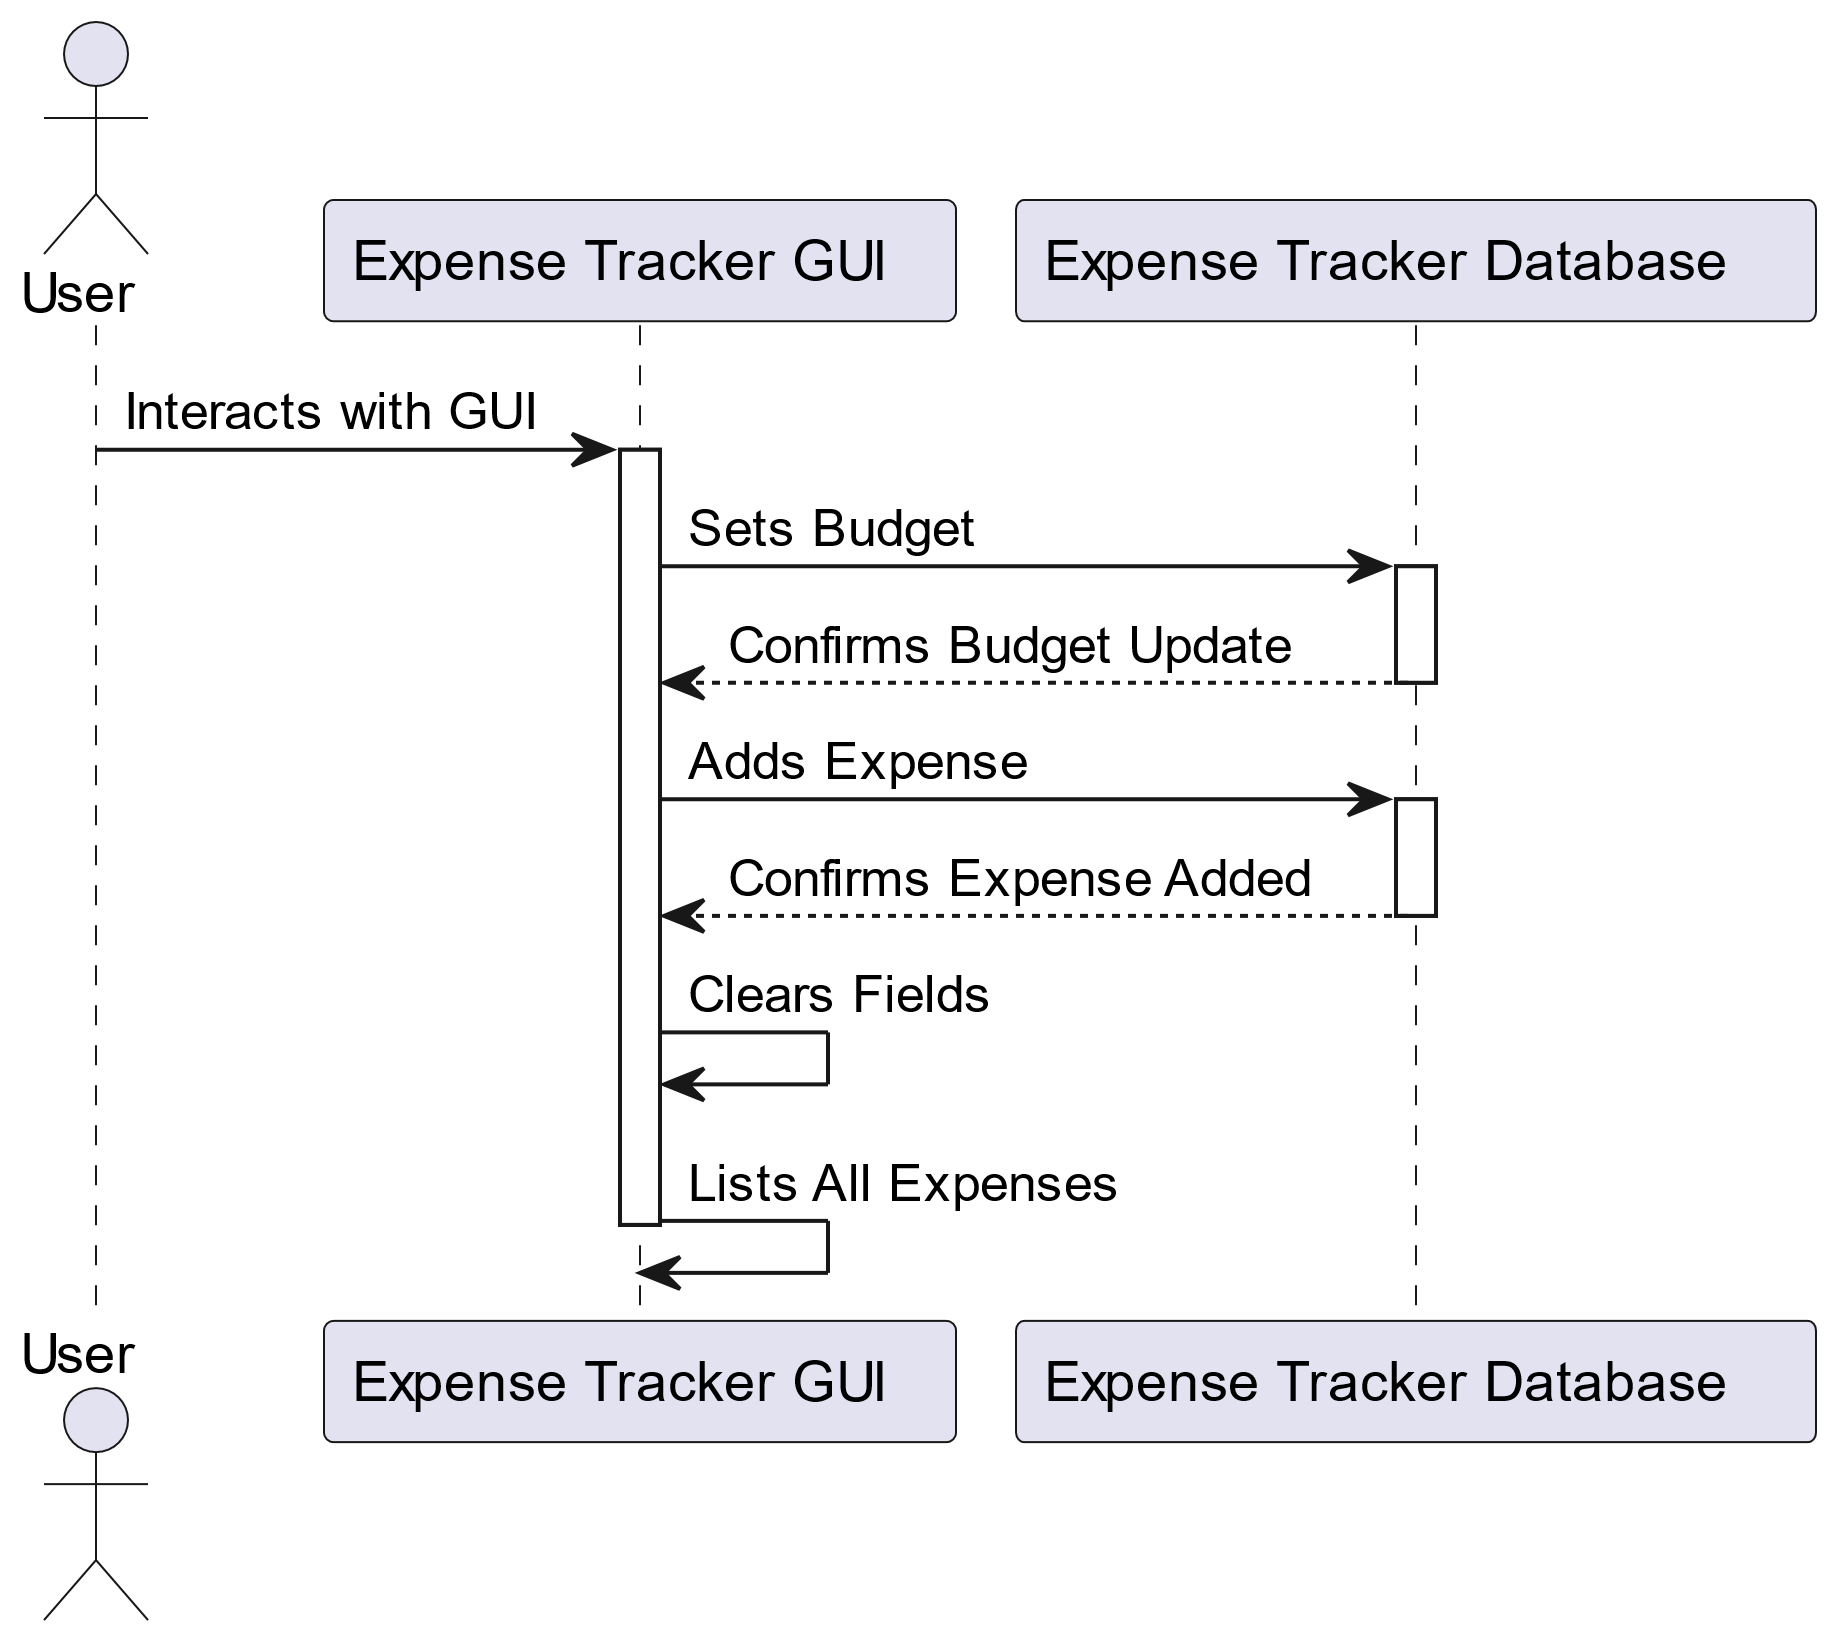 User
Expense Tracker GUI
Expense Tracker Database
Interacts with GUI
Sets Budget
Confirms Budget Update
Adds Expense
Confirms Expense Added
Clears Fields
Lists All Expenses
User
Expense Tracker GUI
Expense Tracker Database